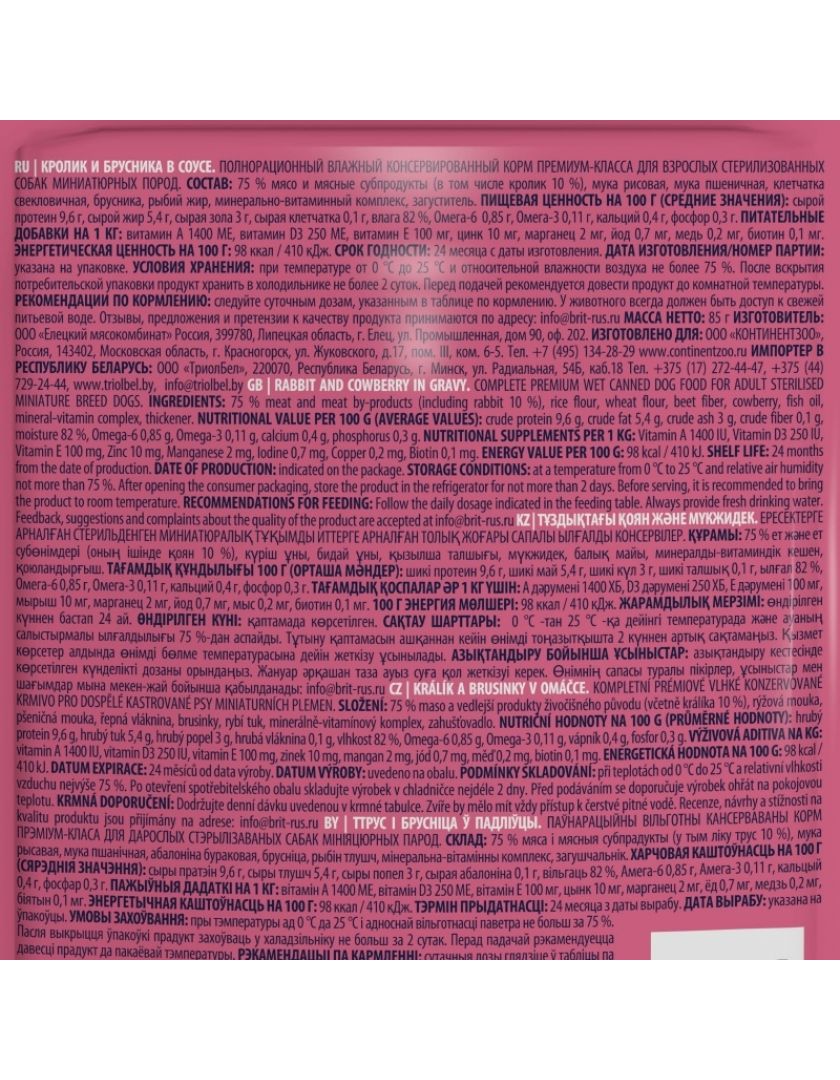 RU | КРОЛИК И БРУСНИКА В СОУСЕ. ПОЛНОРАЦИОННЫЙ ВЛАЖНЫЙ КОНСЕРВИРОВАННЫЙ КОРМ ПРЕМИУМ-КЛАССА ДЛЯ ВЗРОСЛЫХ СТЕРИЛИЗОВАННЫХ
СОБАК МИНИАТЮРНЫХ ПОРОД. СОСТАВ: 75 % мясо и мясные субпродукты (в том числе кролик 10 %), мука рисовая, мука пшеничная, клетчатка
свекловичная, брусника, рыбий жир, минерально-витаминный комплекс, загуститель. ПИЩЕВАЯ ЦЕННОСТЬ НА 100 Г (СРЕДНИЕ ЗНАЧЕНИЯ): сырой
протеин 9,6 г, сырой жир 5,4 г, сырая зола 3 г, сырая клетчатка 0,1 г, влага 82 %, Омега-6 0,85 г, Омега-3 0,11 г, кальций 0,4 г, фосфор 0,3 г. ПИТАТЕЛЬНЫЕ
ДОБАВКИ НА 1 КГ: витамин А 1400 МЕ, витамин D3 250 МЕ, витамин Е 100 мг, цинк 10 мг, марганец 2 мг, йод 0,7 мг, медь 0,2 мг, биотин 0,1 мг.
ЭНЕРГЕТИЧЕСКАЯ ЦЕННОСТЬ НА 100 Г: 98 ккал / 410 кДж. СРОК ГОДНОСТИ: 24 месяца с даты изготовления. ДАТА ИЗГОТОВЛЕНИЯ/НОМЕР ПАРТИИ:
указана на упаковке. УСЛОВИЯ ХРАНЕНИЯ: при температуре от 0 °С до 25 °С и относительной влажности воздуха не более 75 %. После вскрытия
потребительской упаковки продукт хранить в холодильнике не более 2 суток. Перед подачей рекомендуется довести продукт до комнатной температуры.
РЕКОМЕНДАЦИИ ПО КОРМЛЕНИЮ: следуйте суточным дозам, указанным в таблице по кормлению. У животного всегда должен быть доступ к свежей
питьевой воде. Отзывы, предложения и претензии к качеству продукта принимаются по адресу: info@brit-rus.ru МАССА НЕТТО: 85 г ИЗГОТОВИТЕЛЬ:
ООО «Елецкий мясокомбинат» Россия, 399780, Липецкая область, г. Елец, ул. Промышленная, дом 90, оф. 202. ИЗГОТОВЛЕНО ДЛЯ: ООО «КОНТИНЕНТЗОО»,
Россия, 143402, Московская область, г. Красногорск, ул. Жуковского, д.17, пом. III, ком. 6-5. Тел. +7 (495) 134-28-29 www.continentzoo.ru ИМПОРТЕР В
РЕСПУБЛИКУ БЕЛАРУСЬ: ООО «Триолбел», 220070, Республика Беларусь, г. Минск, ул. Радиальная, 54Б, каб.18 Тел. +375 (17) 272-44-47, +375 (44)
729-24-44, www.triolbel.by, info@triolbel.by GB | RABBIT AND COWBERRY IN GRAVY. COMPLETE PREMIUM WET CANNED DOG FOOD FOR ADULT STERILISED
MINIATURE BREED DOGS. INGREDIENTS: 75 % meat and meat by-products (including rabbit 10 %), rice flour, wheat flour, beet fiber, cowberry, fish oil,
mineral-vitamin complex, thickener. NUTRITIONAL VALUE PER 100 G (AVERAGE VALUES): crude protein 9,6 g, crude fat 5,4 g, crude ash 3 g, crude fiber 0,1 g,
moisture 82 %, Omega-6 0,85 g, Omega-3 0,11 g, calcium 0,4 g, phosphorus 0,3 g. NUTRITIONAL SUPPLEMENTS PER 1 KG: Vitamin A 1400 IU, Vitamin D3 250 IU,
Vitamin E 100 mg, Zinc 10 mg, Manganese 2 mg, Iodine 0,7 mg, Copper 0,2 mg, Biotin 0,1 mg. ENERGY VALUE PER 100 G: 98 kcal / 410 kJ. SHELF LIFE: 24 months
from the date of production. DATE OF PRODUCTION: indicated on the package. STORAGE CONDITIONS: at a temperature from 0 °C to 25 °C and relative air humidity
not more than 75 %. After opening the consumer packaging, store the product in the refrigerator for not more than 2 days. Before serving, it is recommended to bring
the product to room temperature. RECOMMENDATIONS FOR FEEDING: Follow the daily dosage indicated in the feeding table. Always provide fresh drinking water.
Feedback, suggestions and complaints about the quality of the product are accepted at info@brit-rus.ru KZ | ТҰЗДЫҚТАҒЫ ҚОЯН ЖӘНЕ МҮКЖИДЕК. ЕРЕСЕКТЕРГЕ
АРНАЛҒАН СТЕРИЛЬДЕНГЕН МИНИАТЮРАЛЫҚ ТҰҚЫМДЫ ИТТЕРГЕ АРНАЛҒАН ТОЛЫҚ ЖОҒАРЫ САПАЛЫ ЫЛҒАЛДЫ КОНСЕРВІЛЕР. ҚҰРАМЫ: 75 % ет және ет
субөнімдері (оның ішінде қоян 10 %), күріш ұны, бидай ұны, қызылша талшығы, мүкжидек, балық майы, минералды-витаминдік кешен,
қоюландырғыш. ТАҒАМДЫҚ ҚҰНДЫЛЫҒЫ 100 Г (ОРТАША МӘНДЕР): шикі протеин 9,6 г, шикі май 5,4 г, шикі күл 3 г, шикі талшық 0,1 г, ылғал 82 %,
Омега-6 0,85 г, Омега-3 0,11 г, кальций 0,4 г, фосфор 0,3 г. ТАҒАМДЫҚ ҚОСПАЛАР ӘР 1 КГ ҮШІН: А дәрумені 1400 ХБ, D3 дәрумені 250 ХБ, Е дәрумені 100 мг,
мырыш 10 мг, марганец 2 мг, йод 0,7 мг, мыс 0,2 мг, биотин 0,1 мг. 100 Г ЭНЕРГИЯ МӨЛШЕРІ: 98 ккал / 410 кДж. ЖАРАМДЫЛЫҚ МЕРЗІМІ: өндірілген
күннен бастап 24 ай. ӨНДІРІЛГЕН КҮНІ: қаптамада көрсетілген. САҚТАУ ШАРТТАРЫ: 0 °С -тан 25 °С -қа дейінгі температурада және ауаның
салыстырмалы ылғалдылығы 75 %-дан аспайды. Тұтыну қаптамасын ашқаннан кейін өнімді тоңазытқышта 2 күннен артық сақтамаңыз. Қызмет
көрсетер алдында өнімді бөлме температурасына дейін жеткізу ұсынылады. АЗЫҚТАНДЫРУ БОЙЫНША ҰСЫНЫСТАР: азықтандыру кестесінде
көрсетілген күнделікті дозаны орындаңыз. Жануар әрқашан таза ауыз суға қол жеткізуі керек. Өнімнің сапасы туралы пікірлер, ұсыныстар мен
шағымдар мына мекен-жай бойынша қабылданады: info@brit-rus.ru CZ | KRÁLÍK A BRUSINKY V OMÁČCE. KOMPLETNÍ PRÉMIOVÉ VLHKÉ KONZERVOVANÉ
KRMIVO PRO DOSPĚLÉ KASTROVANÉ PSY MINIATURNÍCH PLEMEN. SLOŽENÍ: 75 % maso a vedlejší produkty živočišného původu (včetně králíka 10 %), rýžová mouka,
pšeničná mouka, řepná vláknina, brusinky, rybí tuk, minerálně-vitamínový komplex, zahušťovadlo. NUTRIČNÍ HODNOTY NA 100 G (PRŮMĚRNÉ HODNOTY): hrubý
protein 9,6 g, hrubý tuk 5,4 g, hrubý popel 3 g, hrubá vláknina 0,1 g, vlhkost 82 %, Omega-6 0,85 g, Omega-3 0,11 g, vápník 0,4 g, fosfor 0,3 g. VÝŽIVOVÁ ADITIVA NA KG:
vitamín A 1400 IU, vitamín D3 250 IU, vitamín E 100 mg, zinek 10 mg, mangan 2 mg, jód 0,7 mg, měď 0,2 mg, biotin 0,1 mg. ENERGETICKÁ HODNOTA NA 100 G: 98 kcal /
410 kJ. DATUM EXPIRACE: 24 měsíců od data výroby. DATUM VÝROBY: uvedeno na obalu. PODMÍNKY SKLADOVÁNÍ: při teplotách od 0 °C do 25 °C a relativní vlhkosti
vzduchu nejvýše 75 %. Po otevření spotřebitelského obalu skladujte výrobek v chladničce nejdéle 2 dny. Před podáváním se doporučuje výrobek ohřát na pokojovou
teplotu. KRMNÁ DOPORUČENÍ: Dodržujte denní dávku uvedenou v krmné tabulce. Zvíře by mělo mít vždy přístup k čerstvé pitné vodě. Recenze, návrhy a stížnosti na
kvalitu produktu jsou přijímány na adrese: info@brit-rus.ru BY | ТТРУС І БРУСНІЦА Ў ПАДЛІЎЦЫ. ПАЎНАРАЦЫЙНЫ ВІЛЬГОТНЫ КАНСЕРВАВАНЫ КОРМ
ПРЭМІУМ-КЛАСА ДЛЯ ДАРОСЛЫХ СТЭРЫЛІЗАВАНЫХ САБАК МІНІЯЦЮРНЫХ ПАРОД. СКЛАД: 75 % мяса і мясныя субпрадукты (у тым ліку трус 10 %), мука
рысавая, мука пшанічная, абалоніна бураковая, брусніца, рыбін тлушч, мінеральна-вітамінны комплекс, загушчальнік. ХАРЧОВАЯ КАШТОЎНАСЦЬ НА 100 Г
(СЯРЭДНІЯ ЗНАЧЭННІ): сыры пратэін 9,6 г, сыры тлушч 5,4 г, сыры попел 3 г, сырая абалоніна 0,1 г, вільгаць 82 %, Амега-6 0,85 г, Амега-3 0,11 г, кальцый
0,4 г, фосфар 0,3 г. ПАЖЫЎНЫЯ ДАДАТКІ НА 1 КГ: вітамін А 1400 МЕ, вітамін D3 250 МЕ, вітамін Е 100 мг, цынк 10 мг, марганец 2 мг, ёд 0,7 мг, медзь 0,2 мг,
біятын 0,1 мг. ЭНЕРГЕТЫЧНАЯ КАШТОЎНАСЦЬ НА 100 Г: 98 ккал / 410 кДж. ТЭРМІН ПРЫДАТНАСЦІ: 24 месяца з даты вырабу. ДАТА ВЫРАБУ: указана на
ўпакоўцы. УМОВЫ ЗАХОЎВАННЯ: пры тэмпературы ад 0 °С да 25 °С і адноснай вільготнасці паветра не больш за 75 %.
Пасля выкрыцця ўпакоўкі прадукт захоўваць у халадзільніку не больш за 2 сутак. Перад падачай рэкамендуецца
давесці прадукт да пакаёвай тэмпературы. РЭКАМЕНДАЦЫІ ПА КАРМЛЕННІ: сутачныя дозы глядзіце ў табліцы па